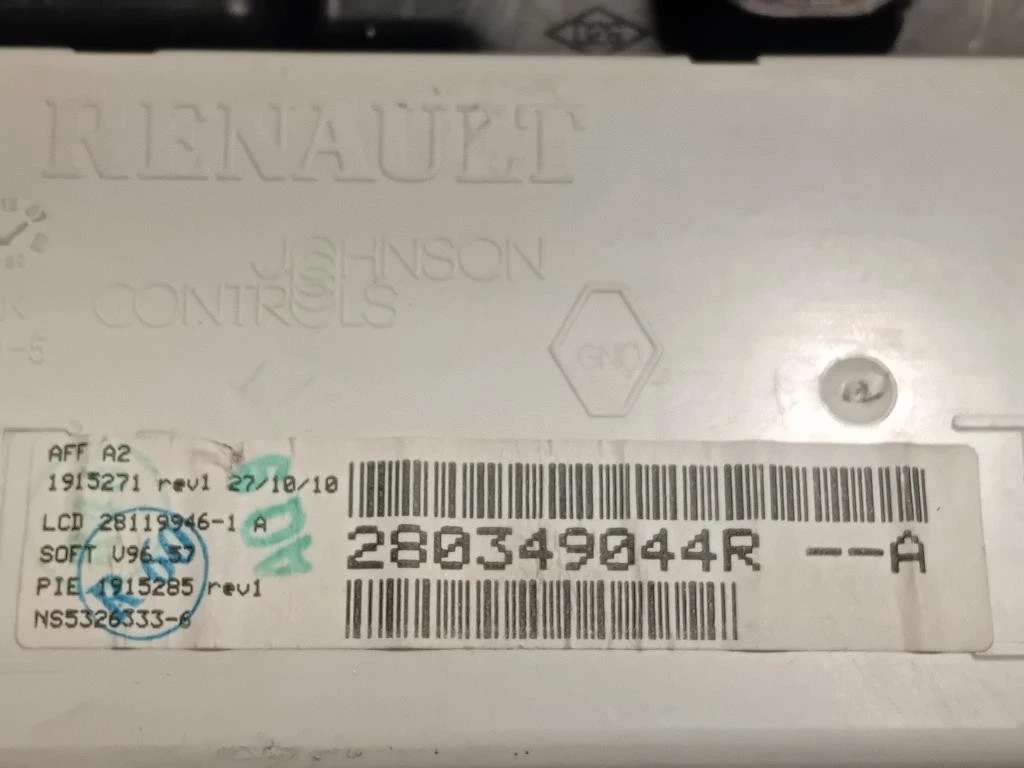 RENAULT
JOHNSON
CONTROLS
AFF A2
1915271 rev1 27/10/10
LCD 28119946-1 A
SOFT V96.57
PIE 1915285 rev1
NS5326333-6
280349044R --A